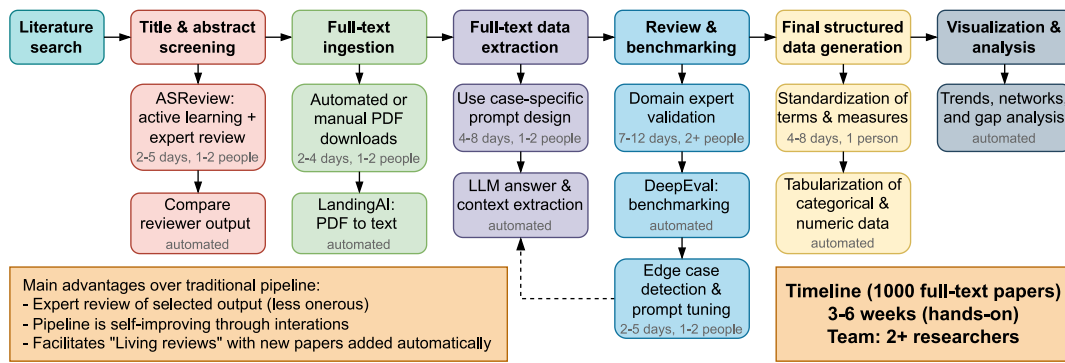 Literature
search
Title & abstract
screening
Full-text
ingestion
Full-text data
extraction
Review &
benchmarking
Final structured
data generation
Visualization &
analysis
ASReview:
active learning +
expert review
2-5 days, 1-2 people
Compare
reviewer output
automated
Automated or
manual PDF
downloads
2-4 days, 1-2 people
LandingAI:
PDF to text
automated
Use case-specific
prompt design
4-8 days, 1-2 people
LLM answer &
context extraction
automated
Domain expert
validation
7-12 days, 2+ people
DeepEval:
benchmarking
automated
Edge case
detection &
prompt tuning
2-5 days, 1-2 people
Standardization of
terms & measures
4-8 days, 1 person
Tabularization of
categorical &
numeric data
automated
Trends, networks,
and gap analysis
automated
Main advantages over traditional pipeline:
- Expert review of selected output (less onerous)
- Pipeline is self-improving through interations
- Facilitates "Living reviews" with new papers added automatically
Timeline (1000 full-text papers)
3-6 weeks (hands-on)
Team: 2+ researchers